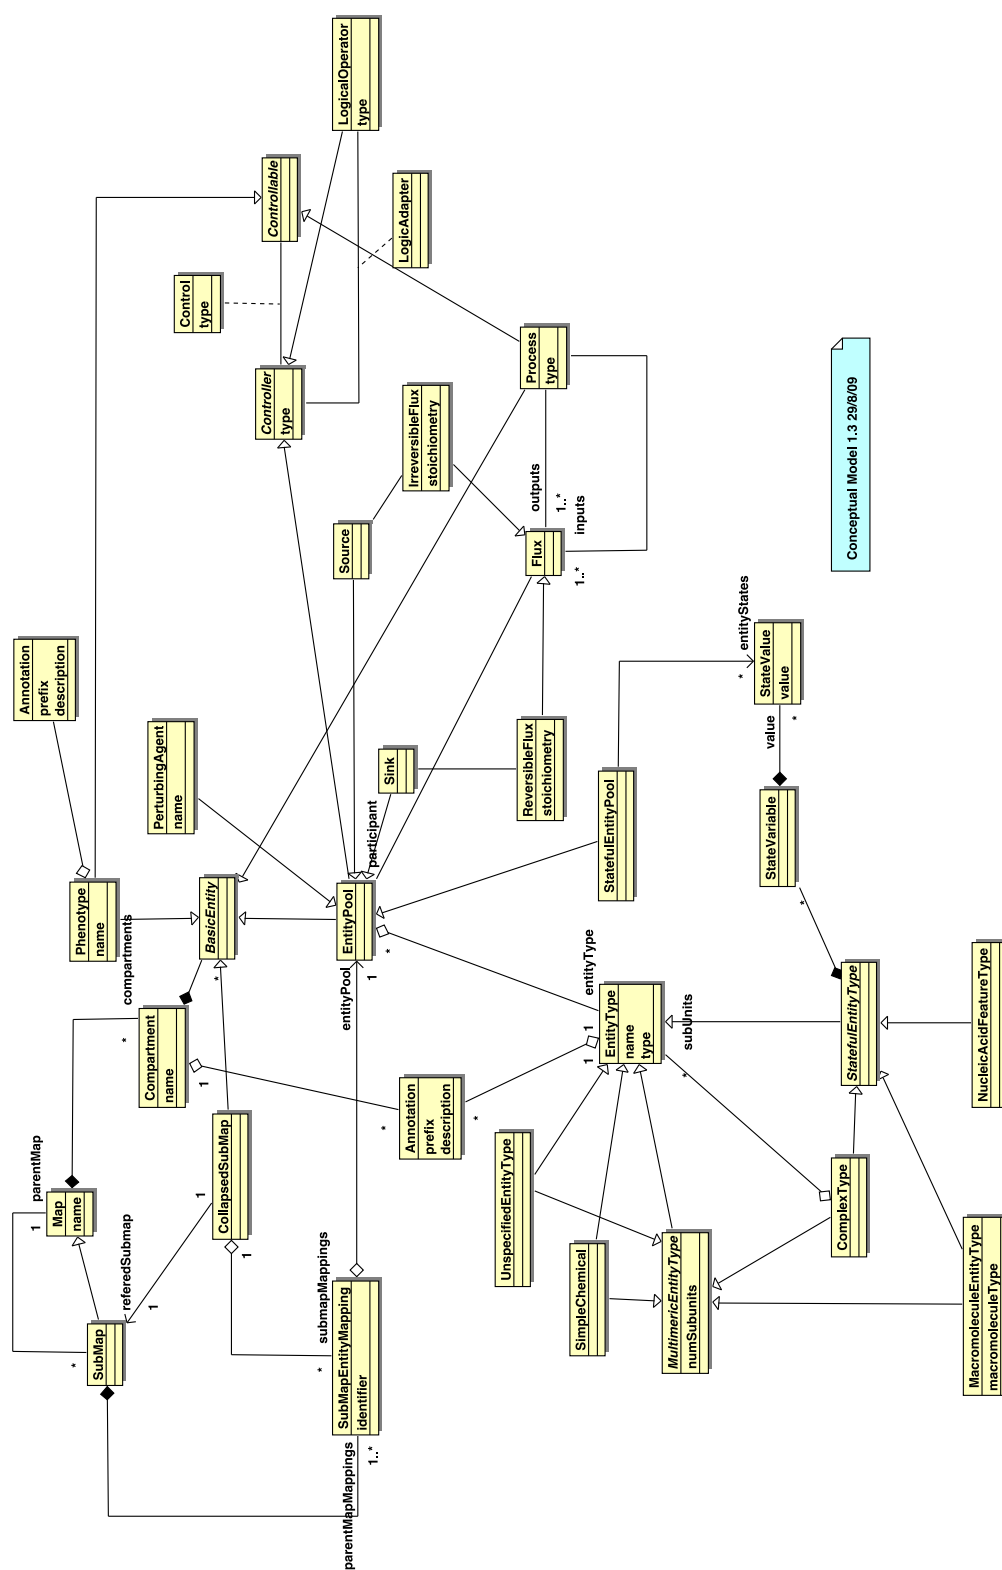 parentMap
1
*
SubMap
Map
name
referedSubmap
1
1
CollapsedSubMap
1
compartments
*
Compartment
name
1
Phenotype
name
Annotation
prefix
description
PerturbingAgent
name
BasicEntity
*
Control
type
Controllable
Controller
type
LogicalOperator
type
LogicAdapter
parentMapMappings
1..*
SubMapEntityMapping
identifier
submapMappings
*
entityPool
1
EntityPool
*
participant
Source
Sink
IrreversibleFlux
stoichiometry
Annotation
prefix
description
*
*
UnspecifiedEntityType
ReversibleFlux
stoichiometry
Flux
outputs
1..*
inputs
1..*
Process
type
SimpleChemical
EntityType
name
type
entityType
1
1
subUnits
*
StatefulEntityPool
MultimericEntityType
numSubunits
entityStates
*
StateValue
value
value
*
StateVariable
*
*
ComplexType
StatefulEntityType
Conceptual Model 1.3 29/8/09
MacromoleculeEntityType
macromoleculeType
NucleicAcidFeatureType